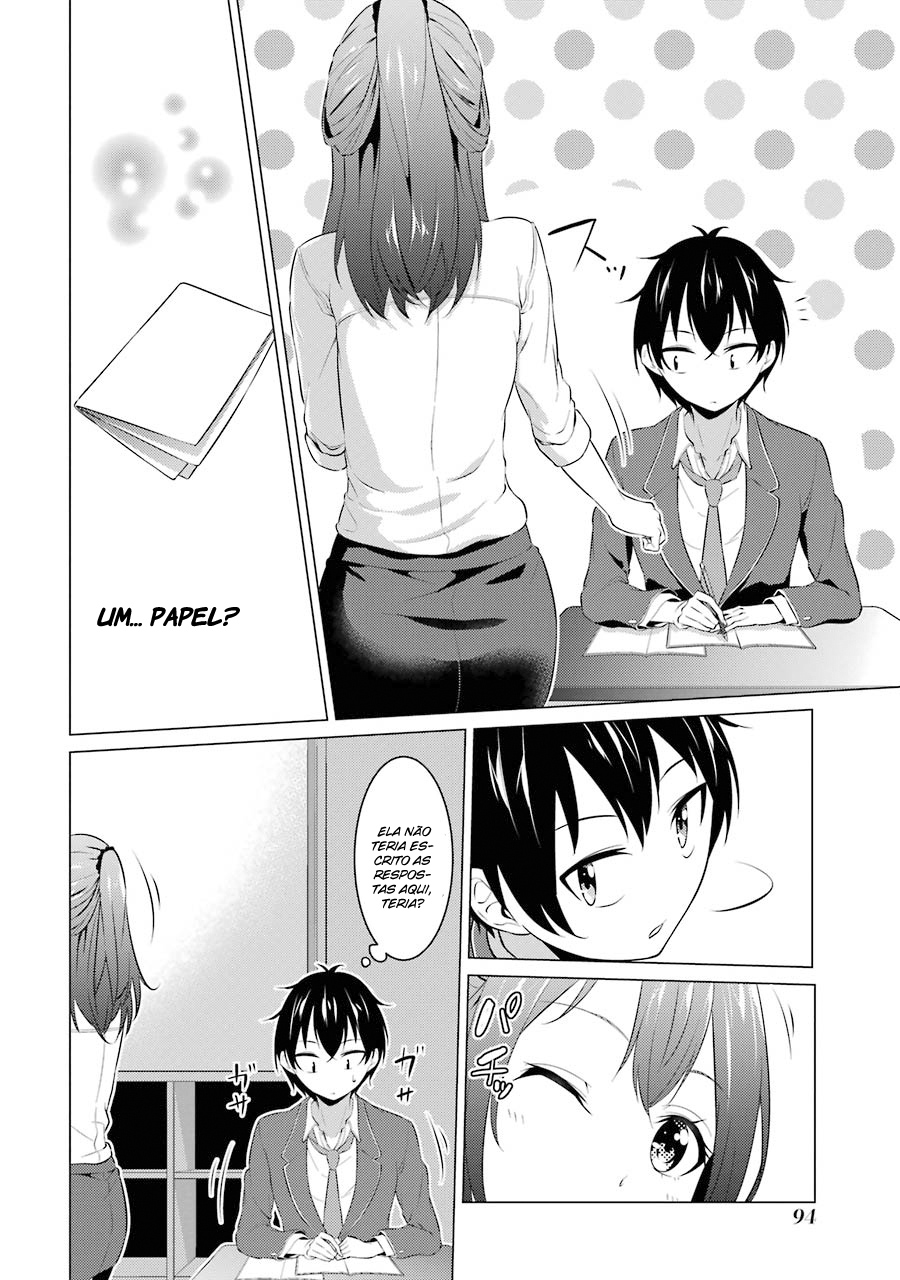 スッ
UM... PAPEL?
パチッ
ELA NÃO
TERIA ES-
CRITO AS
RESPOS-
TAS AQUI,
TERIA?
ガサ
ガサ
94